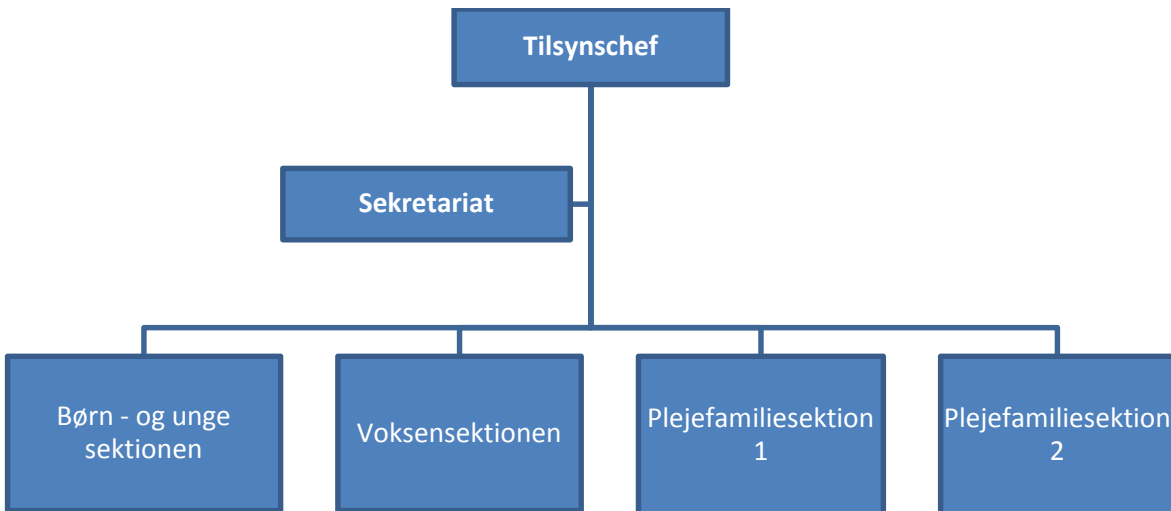 Tilsynschef
Sekretariat
Børn - og unge
sektionen
Voksensektionen
Plejefamiliesektion
1
Plejefamiliesektion
2